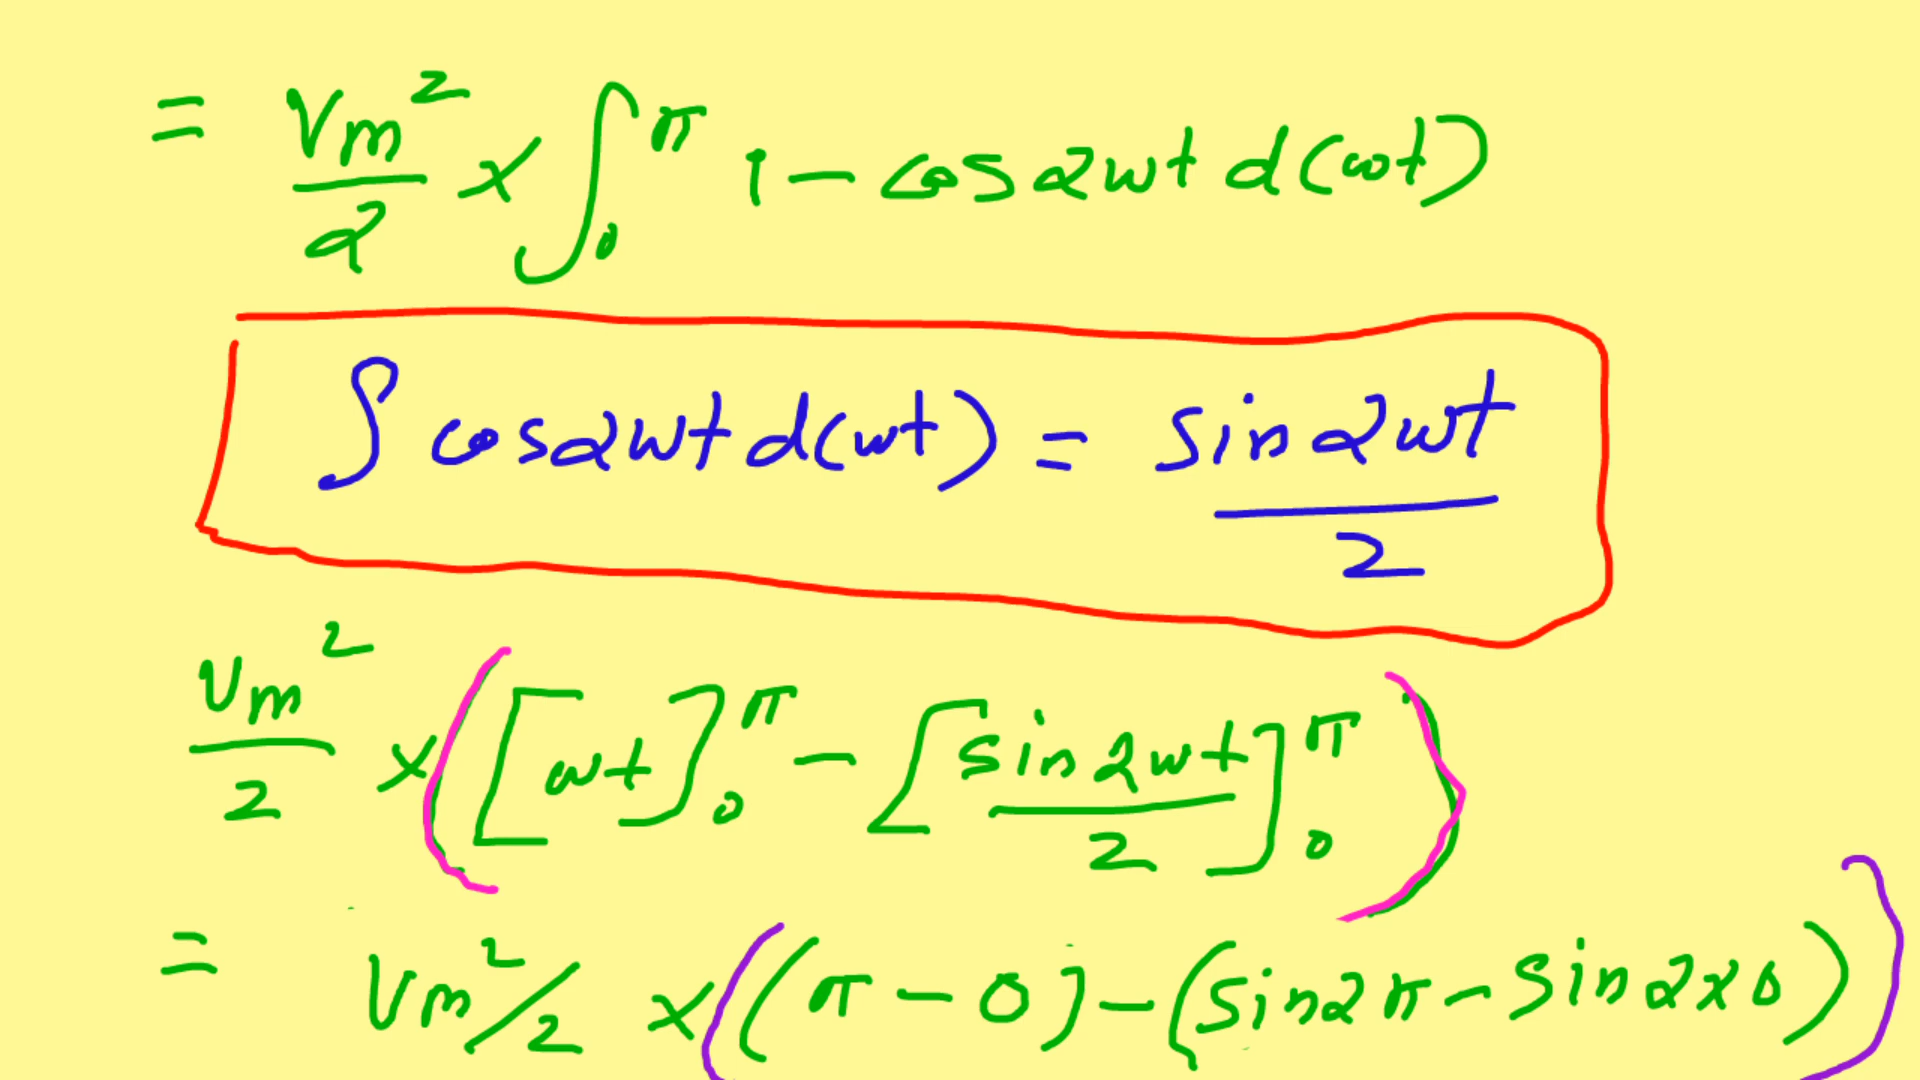 = Vm²/2 × ∫₀^π 1 - cos2wt d(wt)
∫ cos2wt d(wt) = sin2wt/2
Vm²/2 × ([wt]₀^π - [sin2wt/2]₀^π)
= Vm²/2 × ((π - 0) - (sin2π - sin2×0))